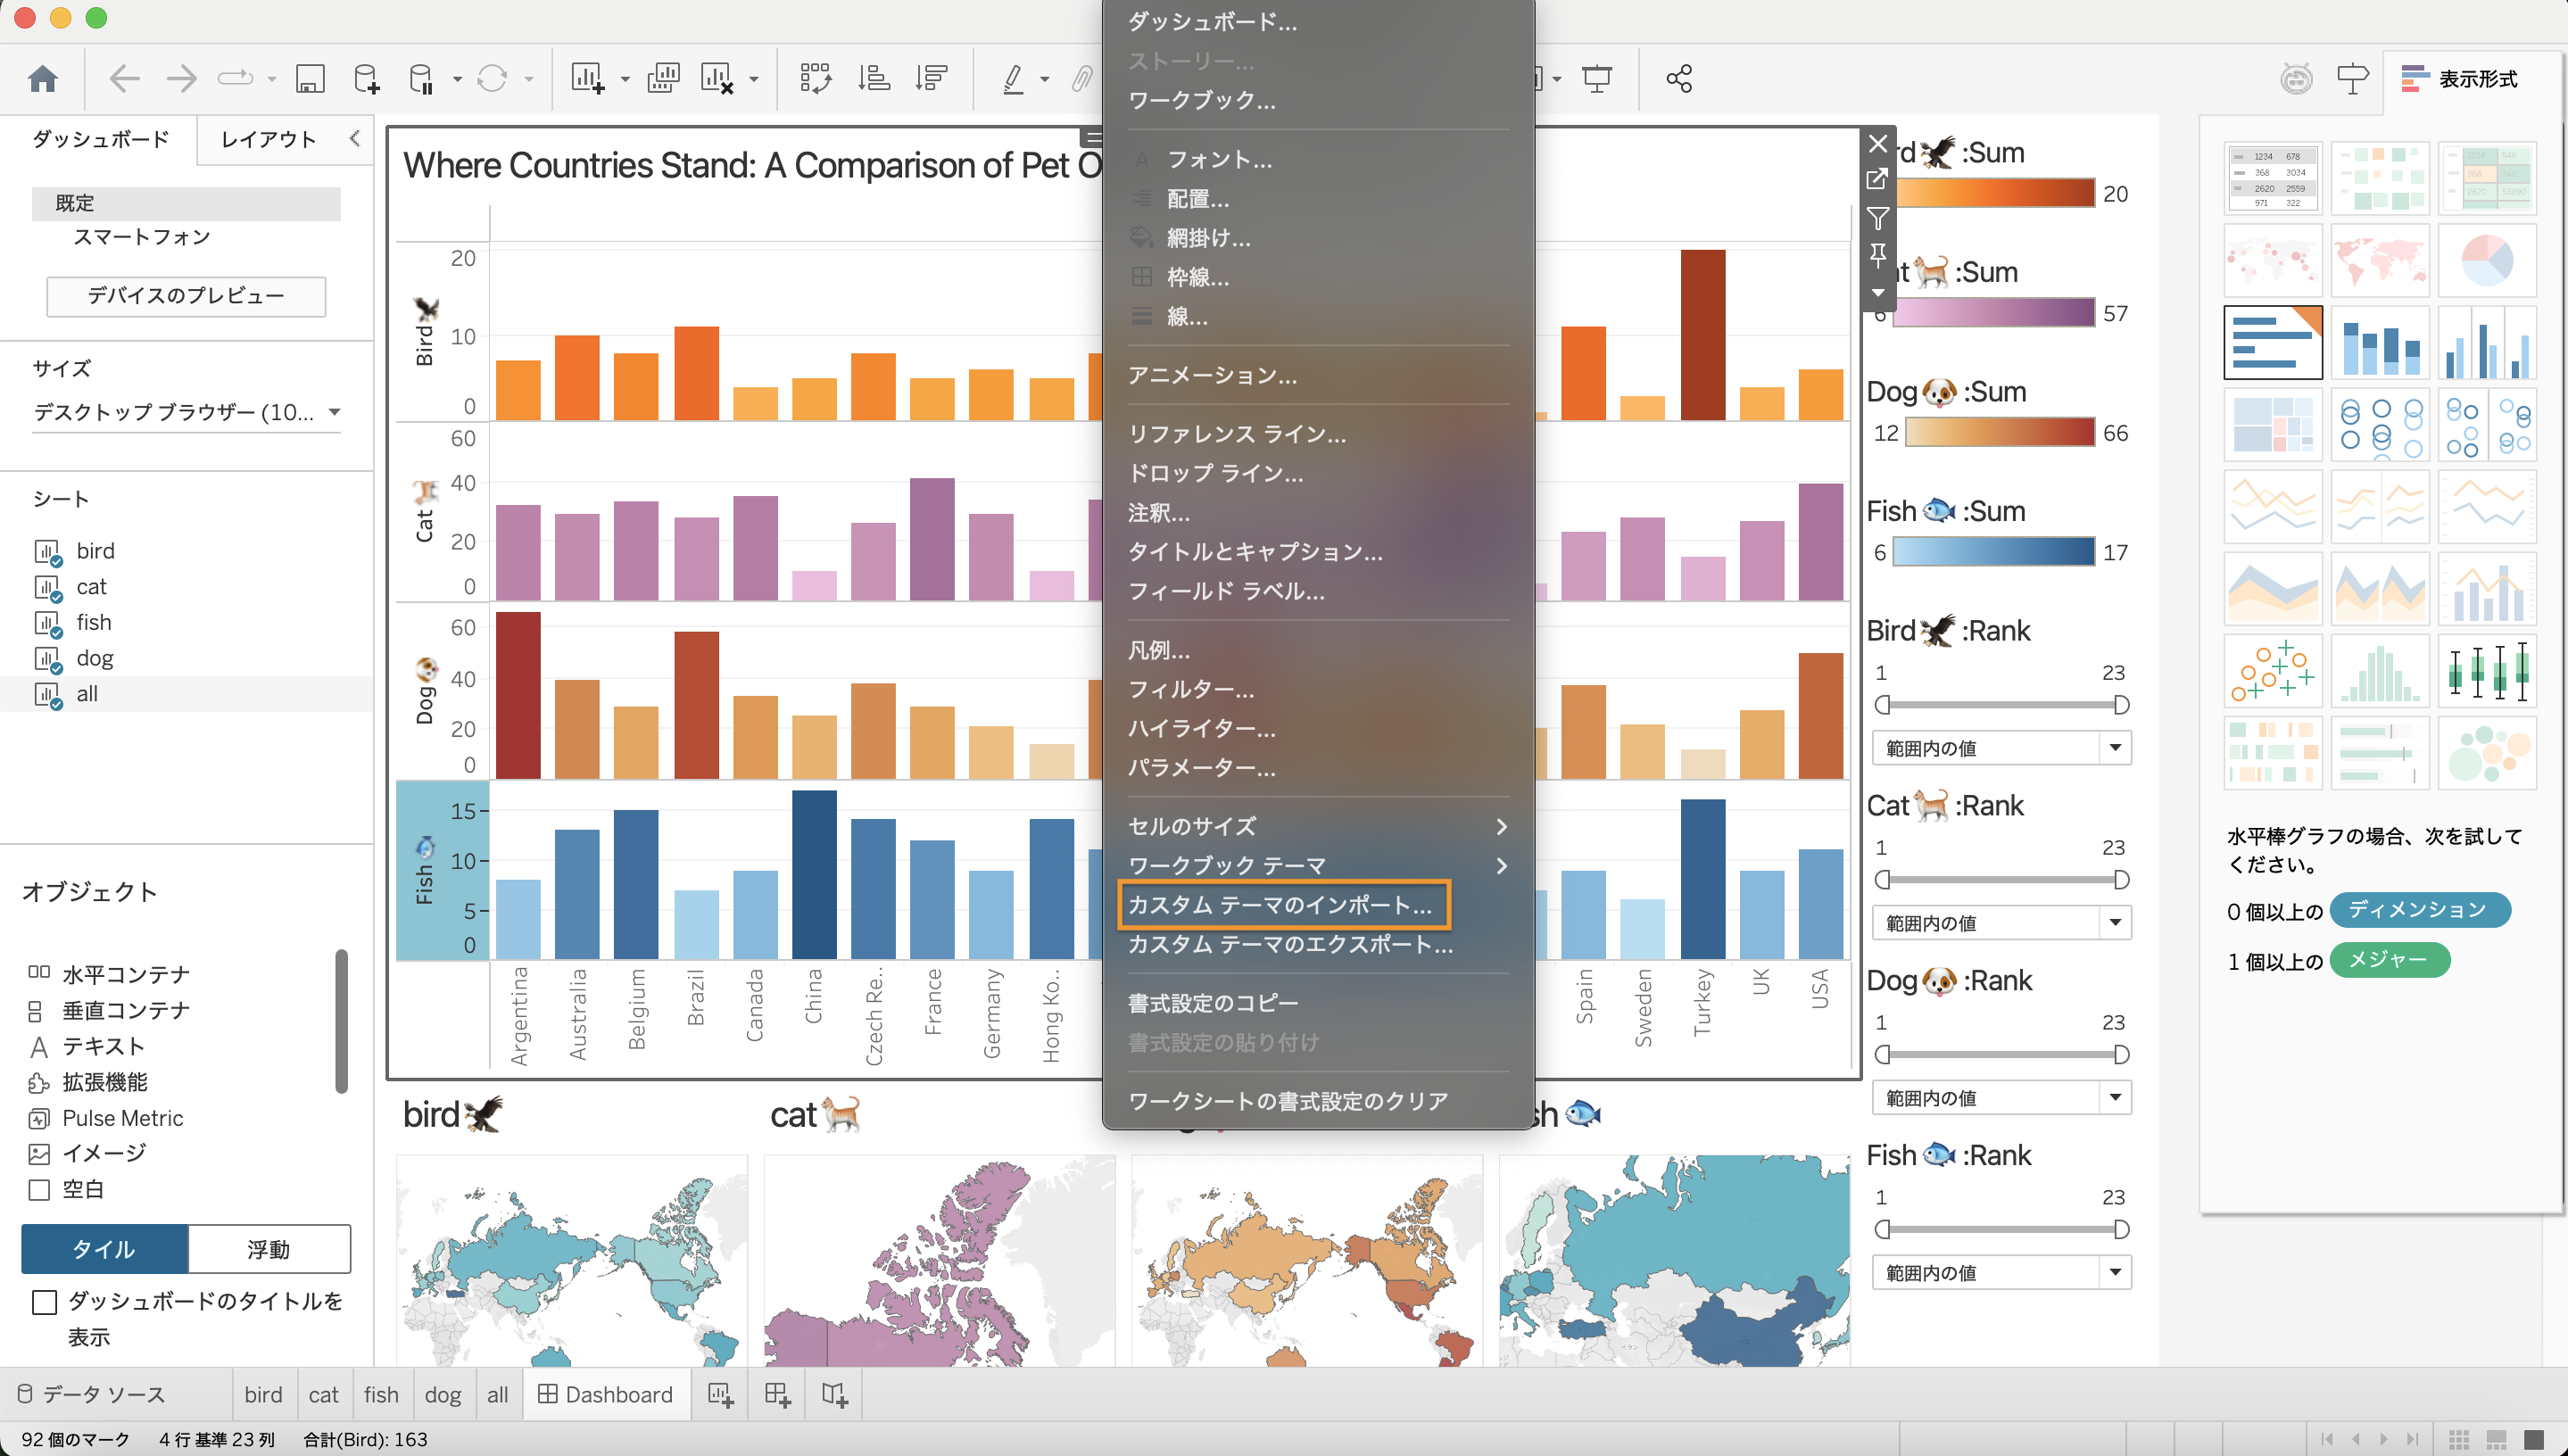 表示形式
ダッシュボード
レイアウト
既定
スマートフォン
デバイスのプレビュー
サイズ
デスクトップ ブラウザー (10...
シート
bird
cat
fish
dog
all
オブジェクト
水平コンテナ
垂直コンテナ
テキスト
拡張機能
Pulse Metric
イメージ
空白
タイル
浮動
ダッシュボードのタイトルを
表示
Where Countries Stand: A Comparison of Pet O
Bird
20
10
0
Cat
60
40
20
0
Dog
60
40
20
0
Fish
15
10
5
0
Argentina
Australia
Belgium
Brazil
Canada
China
Czech Re..
France
Germany
Hong Ko..
Spain
Sweden
Turkey
UK
USA
ダッシュボード...
ストーリー...
ワークブック...
フォント...
配置...
網掛け...
枠線...
線...
アニメーション...
リファレンス ライン...
ドロップ ライン...
注釈...
タイトルとキャプション...
フィールド ラベル...
凡例...
フィルター...
ハイライター...
パラメーター...
セルのサイズ
ワークブック テーマ
カスタム テーマのインポート...
カスタム テーマのエクスポート...
書式設定のコピー
書式設定の貼り付け
ワークシートの書式設定のクリア
bird
cat
sh
rd :Sum
20
t :Sum
6 57
Dog :Sum
12 66
Fish :Sum
6 17
Bird :Rank
1 23
範囲内の値
Cat :Rank
1 23
範囲内の値
Dog :Rank
1 23
範囲内の値
Fish :Rank
1 23
範囲内の値
1234 678
368 3034
2620 2559
971 322
水平棒グラフの場合、次を試して
ください。
0 個以上の ディメンション
1 個以上の メジャー
データ ソース
bird
cat
fish
dog
all
Dashboard
92 個のマーク 4 行 基準 23 列 合計(Bird): 163